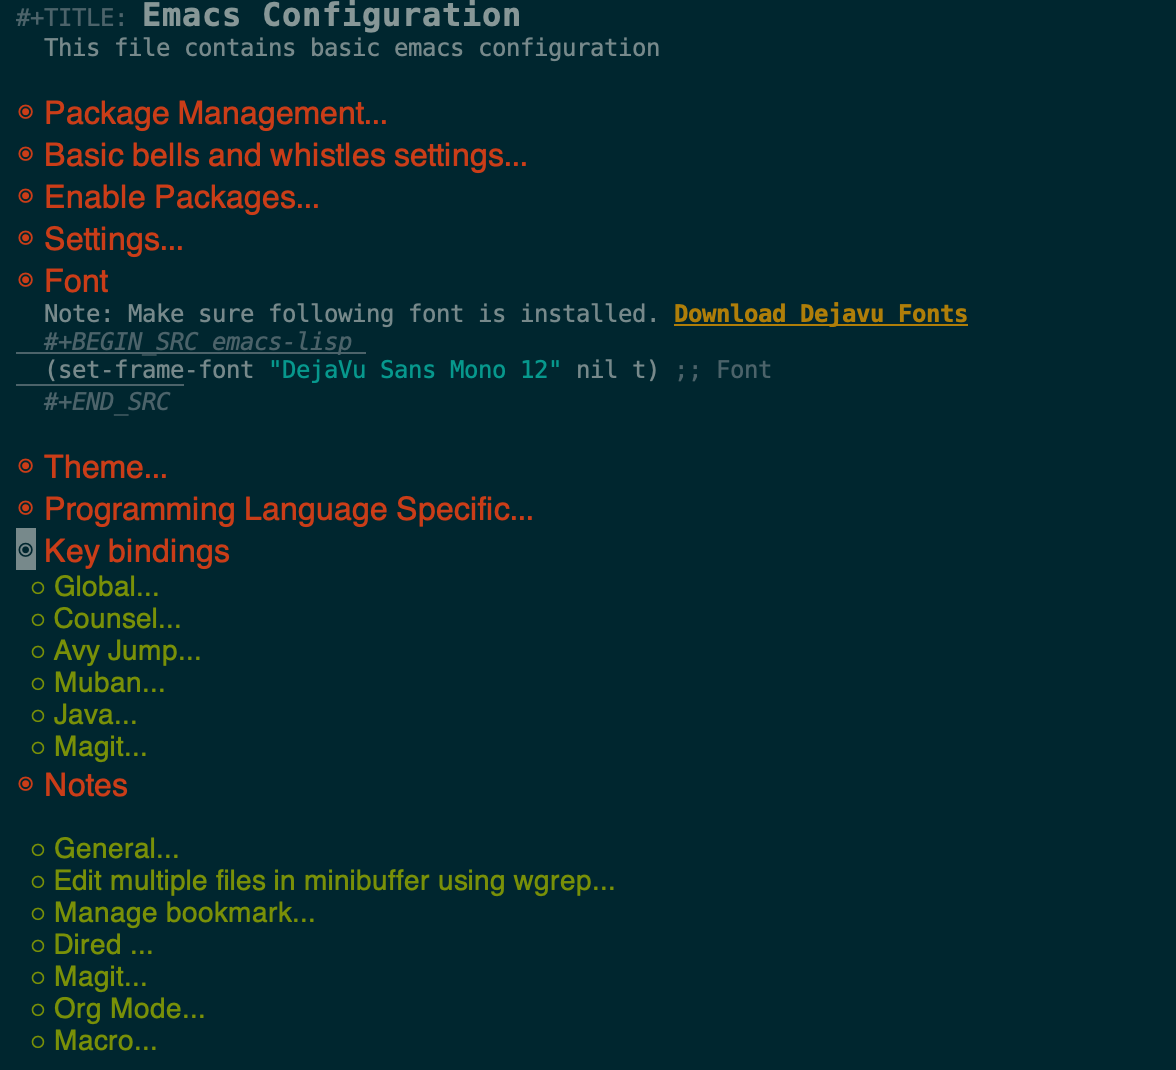 #+TITLE: Emacs Configuration
This file contains basic emacs configuration
Package Management...
Basic bells and whistles settings...
Enable Packages...
Settings...
Font
Note: Make sure following font is installed. Download Dejavu Fonts
#+BEGIN_SRC emacs-lisp
(set-frame-font "DejaVu Sans Mono 12" nil t) ;; Font
#+END_SRC
Theme...
Programming Language Specific...
Key bindings
Global...
Counsel...
Avy Jump...
Muban...
Java...
Magit...
Notes
General...
Edit multiple files in minibuffer using wgrep...
Manage bookmark...
Dired ...
Magit...
Org Mode...
Macro...